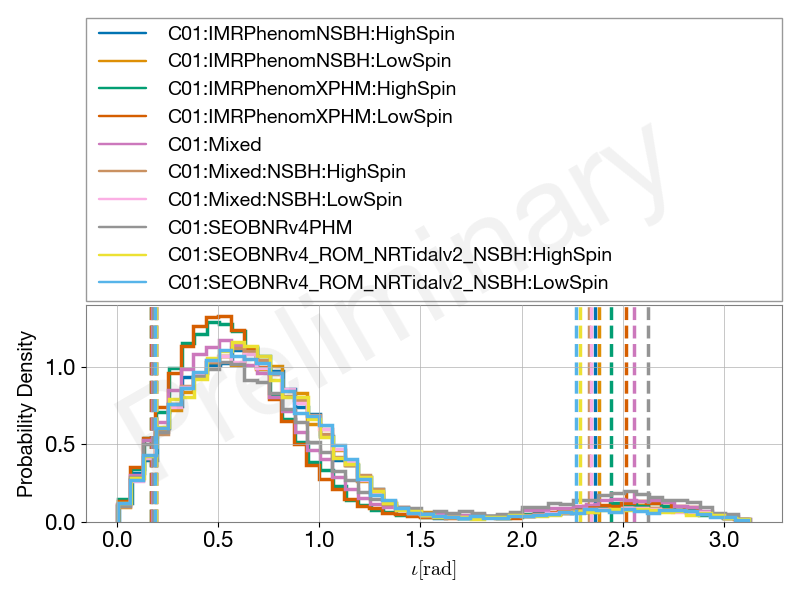 C01:IMRPhenomNSBH:HighSpin
C01:IMRPhenomNSBH:LowSpin
C01:IMRPhenomXPHM:HighSpin
C01:IMRPhenomXPHM:LowSpin
C01:Mixed
C01:Mixed:NSBH:HighSpin
C01:Mixed:NSBH:LowSpin
C01:SEOBNRv4PHM
C01:SEOBNRv4_ROM_NRTidalv2_NSBH:HighSpin
C01:SEOBNRv4_ROM_NRTidalv2_NSBH:LowSpin
Preliminary
Probability Density
1.0
0.5
0.0
0.0 0.5 1.0 1.5 2.0 2.5 3.0
ι[rad]